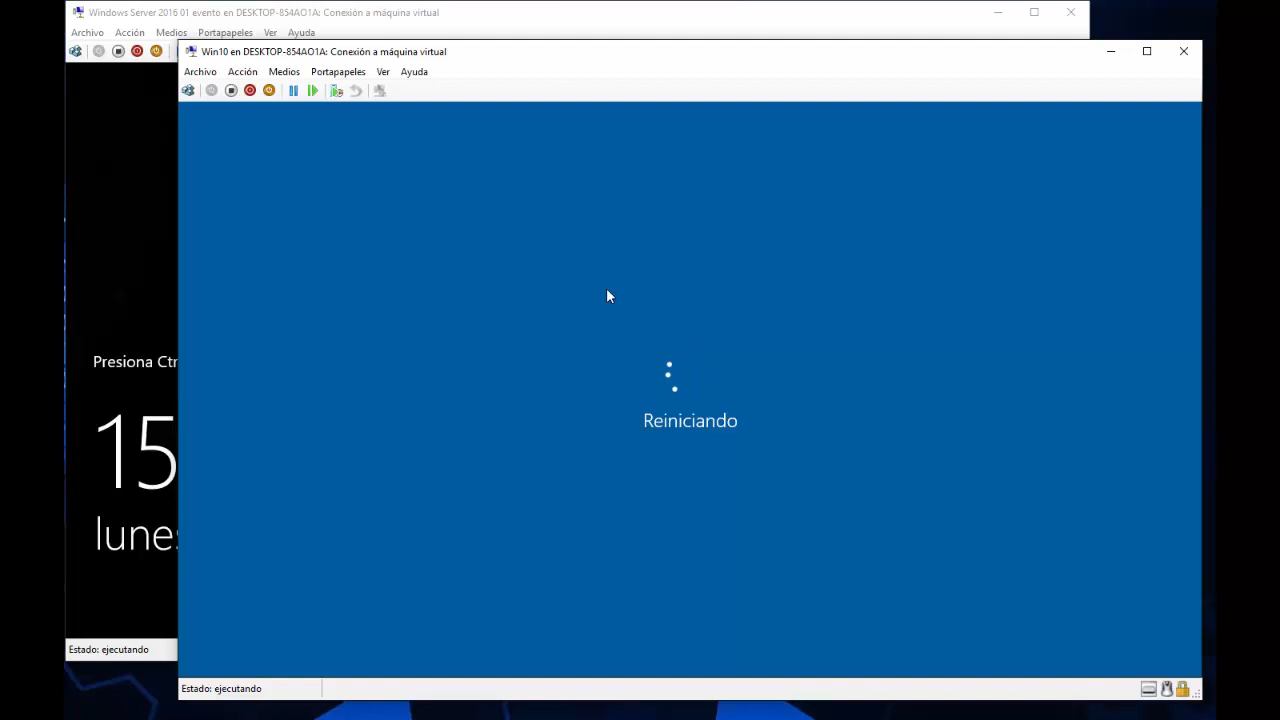 Windows Server 2016 01 evento en DESKTOP-854AO1A: Conexión a máquina virtual
Archivo Acción Medios Portapapeles Ver Ayuda
Win10 en DESKTOP-854AO1A: Conexión a máquina virtual
Archivo Acción Medios Portapapeles Ver Ayuda
Presiona Ctr
15
lunes
Reiniciando
Estado: ejecutando
Estado: ejecutando